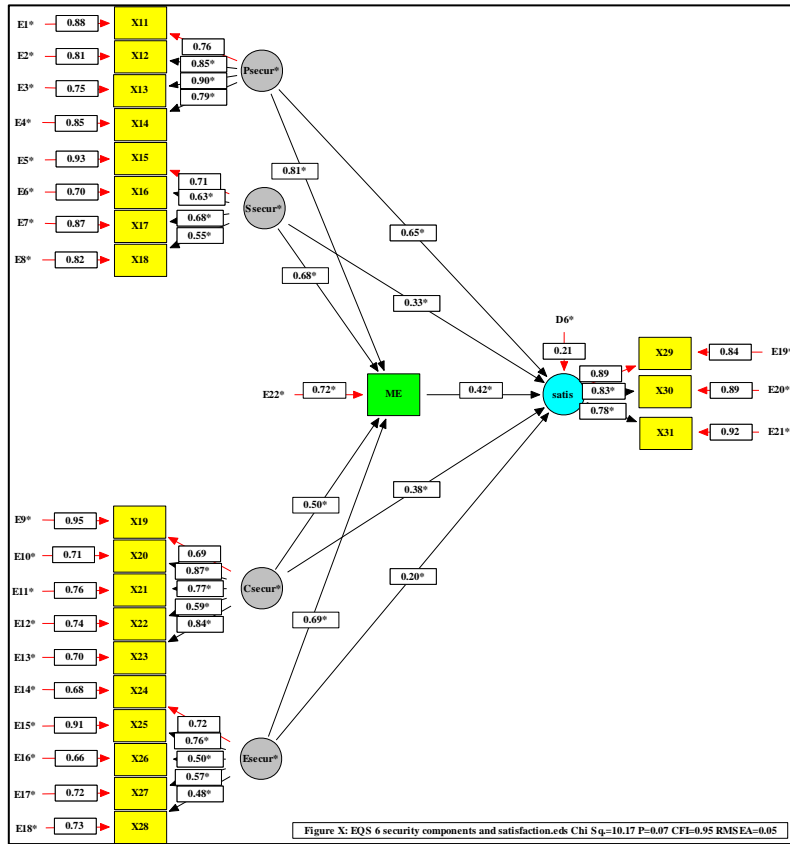 E1* 0.88 X11
0.76
E2* 0.81 X12
0.85* Psecur*
E3* 0.75 X13
0.90*
0.79*
E4* 0.85 X14
E5* 0.93 X15
0.81*
0.71
E6* 0.70 X16
0.63* Ssecur*
E7* 0.87 X17
0.68*
0.65*
0.55*
E8* 0.82 X18
0.68*
0.33*
D6*
0.21 X29 0.84 E19*
0.89
E22* 0.72* ME 0.42* satis 0.83* X30 0.89 E20*
0.78*
X31 0.92 E21*
0.50* 0.38*
E9* 0.95 X19
0.69
E10* 0.71 X20
0.87*
0.20*
E11* 0.76 X21 0.77* Csecur*
0.59*
E12* 0.74 X22
0.84*
0.69*
E13* 0.70 X23
E14* 0.68 X24
E15* 0.91 X25 0.72
0.76*
E16* 0.66 X26 0.50* Esecur*
0.57*
E17* 0.72 X27
0.48*
E18* 0.73 X28
Figure X: EQS 6 security components and satisfaction.eds Chi Sq.=10.17 P=0.07 CFI=0.95 RMSEA=0.05